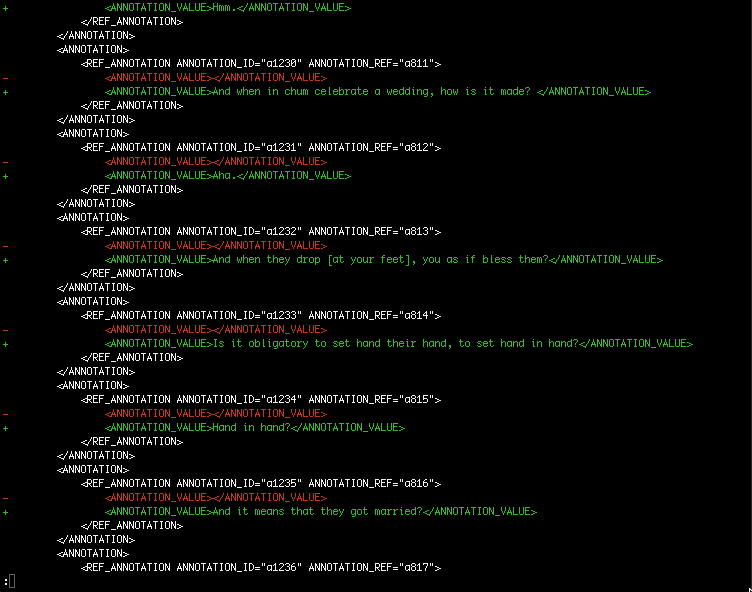 +                <ANNOTATION_VALUE>Hmm.</ANNOTATION_VALUE>
             </REF_ANNOTATION>
         </ANNOTATION>
         <ANNOTATION>
             <REF_ANNOTATION ANNOTATION_ID="a1230" ANNOTATION_REF="a811">
-                <ANNOTATION_VALUE></ANNOTATION_VALUE>
+                <ANNOTATION_VALUE>And when in chum celebrate a wedding, how is it made? </ANNOTATION_VALUE>
             </REF_ANNOTATION>
         </ANNOTATION>
         <ANNOTATION>
             <REF_ANNOTATION ANNOTATION_ID="a1231" ANNOTATION_REF="a812">
-                <ANNOTATION_VALUE></ANNOTATION_VALUE>
+                <ANNOTATION_VALUE>Aha.</ANNOTATION_VALUE>
             </REF_ANNOTATION>
         </ANNOTATION>
         <ANNOTATION>
             <REF_ANNOTATION ANNOTATION_ID="a1232" ANNOTATION_REF="a813">
-                <ANNOTATION_VALUE></ANNOTATION_VALUE>
+                <ANNOTATION_VALUE>And when they drop [at your feet], you as if bless them?</ANNOTATION_VALUE>
             </REF_ANNOTATION>
         </ANNOTATION>
         <ANNOTATION>
             <REF_ANNOTATION ANNOTATION_ID="a1233" ANNOTATION_REF="a814">
-                <ANNOTATION_VALUE></ANNOTATION_VALUE>
+                <ANNOTATION_VALUE>Is it obligatory to set hand their hand, to set hand in hand?</ANNOTATION_VALUE>
             </REF_ANNOTATION>
         </ANNOTATION>
         <ANNOTATION>
             <REF_ANNOTATION ANNOTATION_ID="a1234" ANNOTATION_REF="a815">
-                <ANNOTATION_VALUE></ANNOTATION_VALUE>
+                <ANNOTATION_VALUE>Hand in hand?</ANNOTATION_VALUE>
             </REF_ANNOTATION>
         </ANNOTATION>
         <ANNOTATION>
             <REF_ANNOTATION ANNOTATION_ID="a1235" ANNOTATION_REF="a816">
-                <ANNOTATION_VALUE></ANNOTATION_VALUE>
+                <ANNOTATION_VALUE>And it means that they got married?</ANNOTATION_VALUE>
             </REF_ANNOTATION>
         </ANNOTATION>
         <ANNOTATION>
             <REF_ANNOTATION ANNOTATION_ID="a1236" ANNOTATION_REF="a817">
: